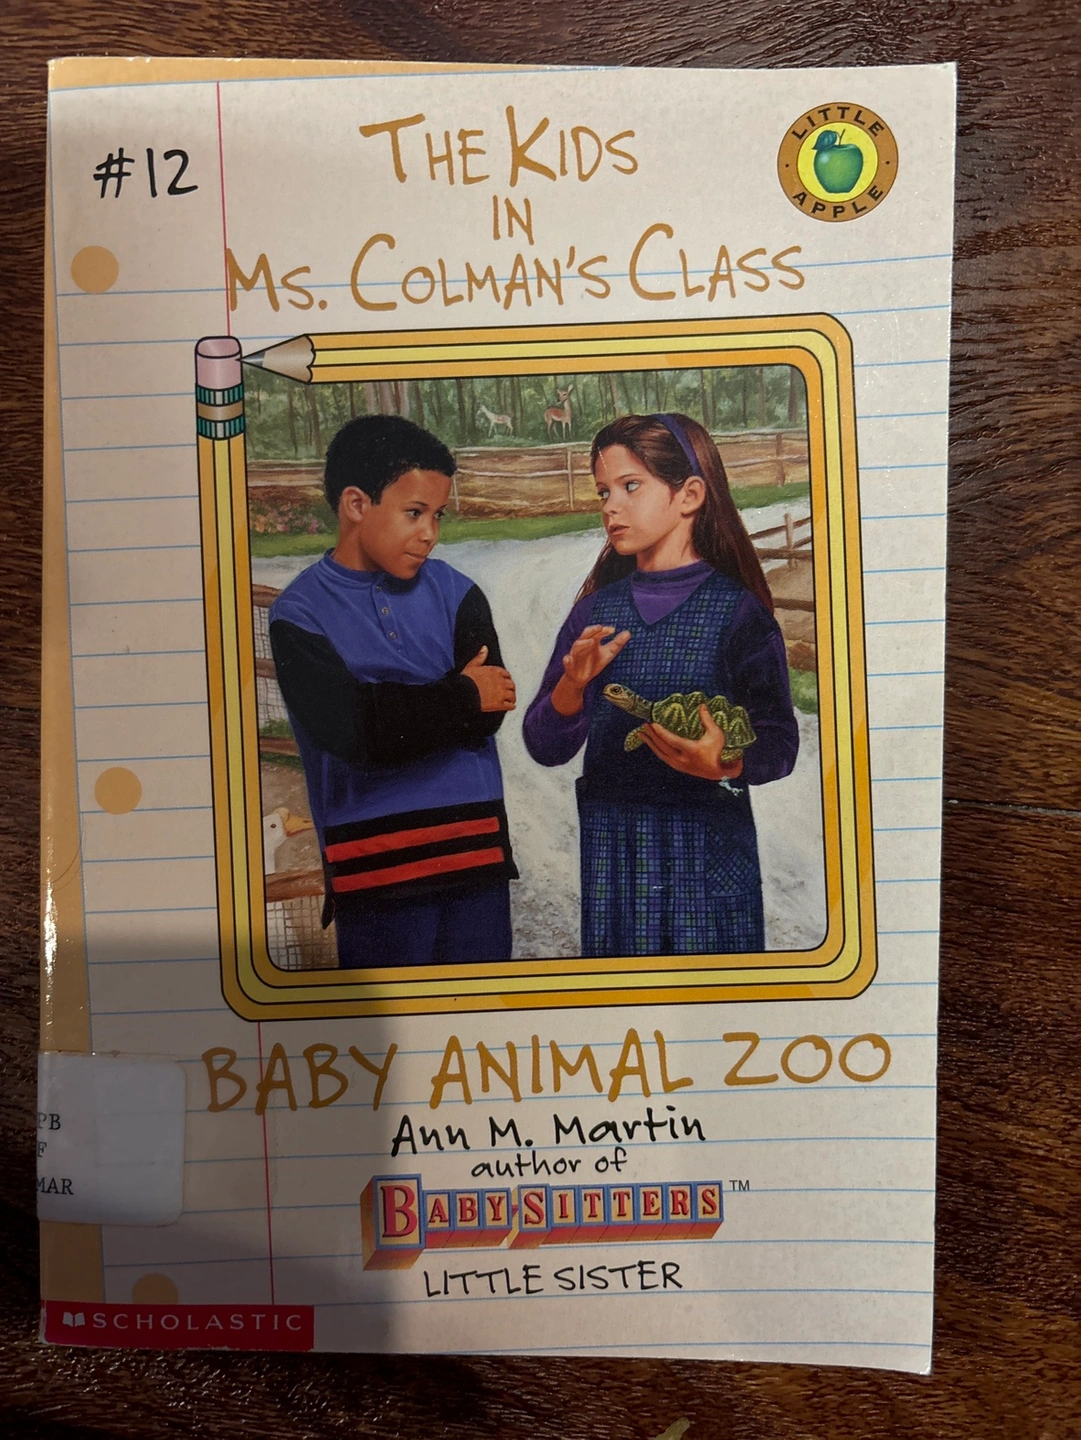 #12
THE KIDS
IN
MS. COLMAN'S CLASS
LITTLE
APPLE
BABY ANIMAL ZOO
Ann M. Martin
author of
BABY-SITTERS™
LITTLE SISTER
PB
F
MAR
SCHOLASTIC